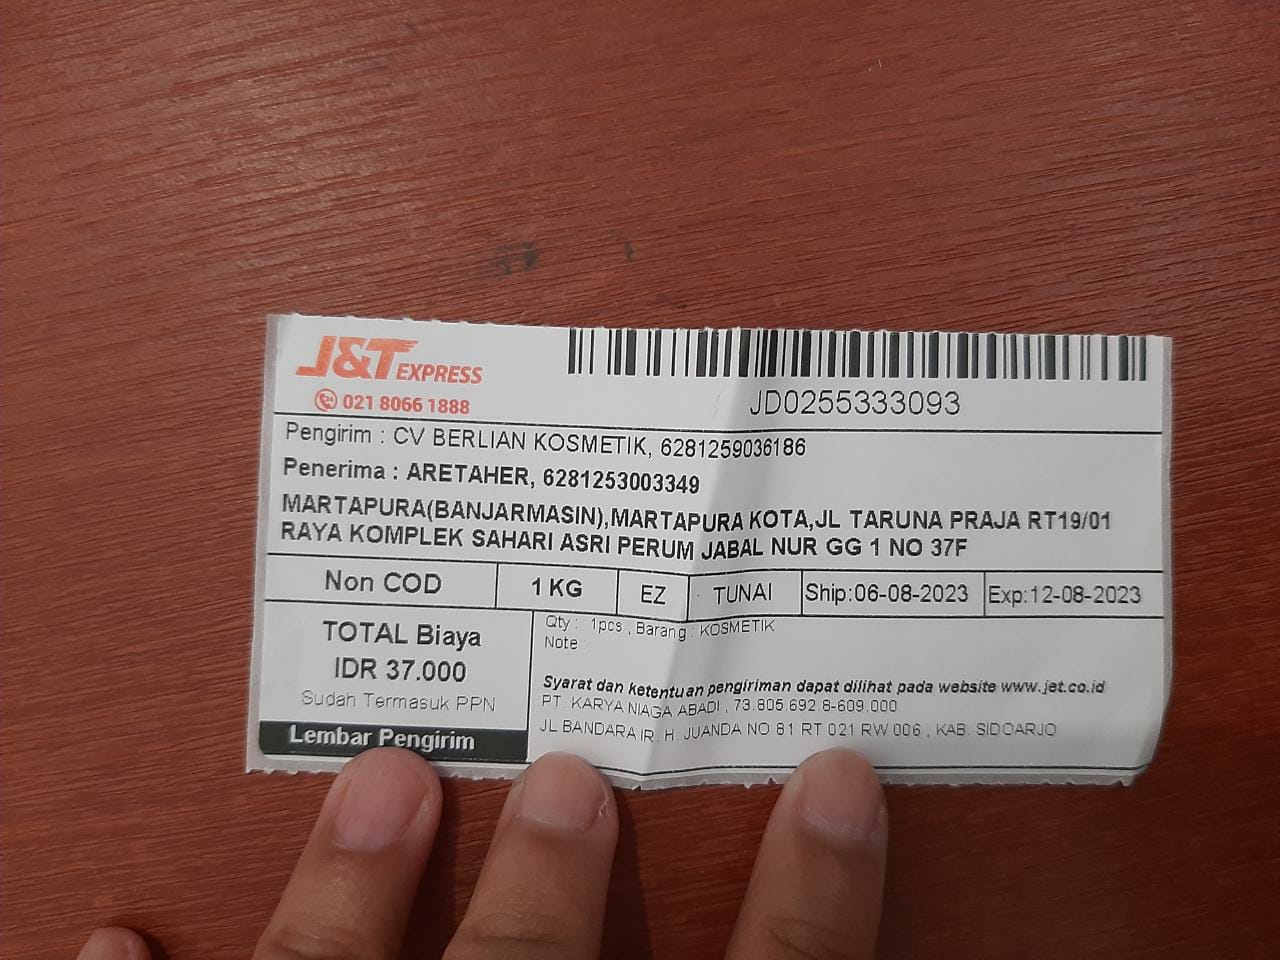 J&T EXPRESS
021 8066 1888
JD0255333093
Pengirim : CV BERLIAN KOSMETIK, 6281259036186
Penerima : ARETAHER, 6281253003349
MARTAPURA(BANJARMASIN),MARTAPURA KOTA,JL TARUNA PRAJA RT19/01
RAYA KOMPLEK SAHARI ASRI PERUM JABAL NUR GG 1 NO 37F
Non COD 1 KG EZ TUNAI Ship:06-08-2023 Exp:12-08-2023
TOTAL Biaya
IDR 37.000
Sudah Termasuk PPN
Lembar Pengirim
Qty : 1pcs , Barang : KOSMETIK
Note :
Syarat dan ketentuan pengiriman dapat dilihat pada website www.jet.co.id
PT. KARYA NIAGA ABADI , 73.805.692.8-609.000
JL BANDARA IR. H. JUANDA NO 81 RT 021 RW 006 , KAB. SIDOARJO